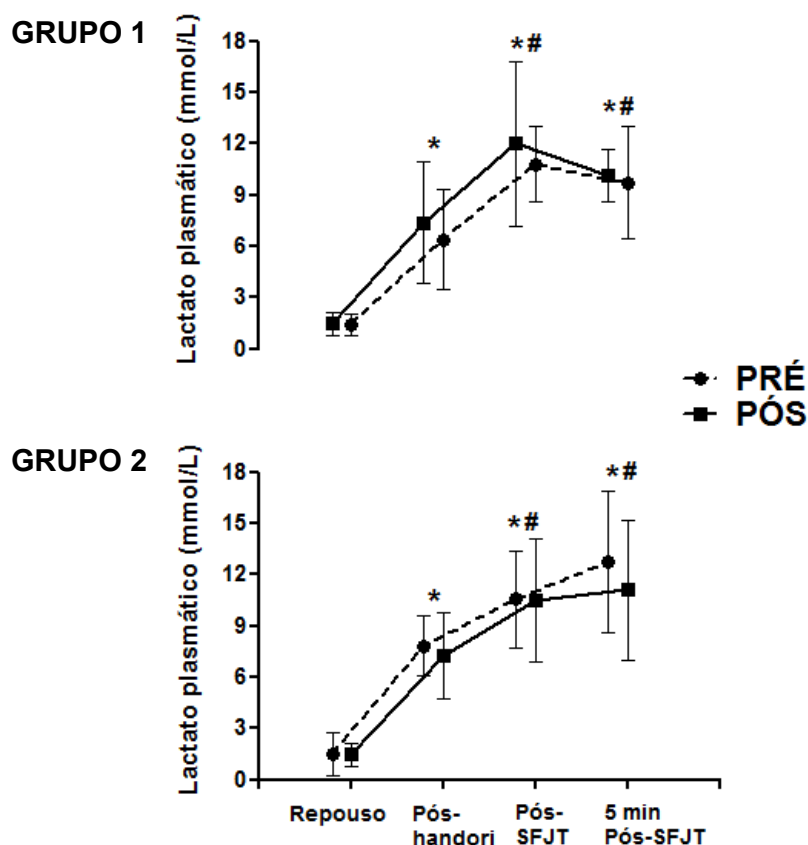 GRUPO 1
Lactato plasmático (mmol/L)
18
15
12
9
6
3
0
*
*#
*#
PRÉ
PÓS
GRUPO 2
Lactato plasmático (mmol/L)
18
15
12
9
6
3
0
*
*#
*#
Repouso
Pós-
handori
Pós-
SFJT
5 min
Pós-SFJT